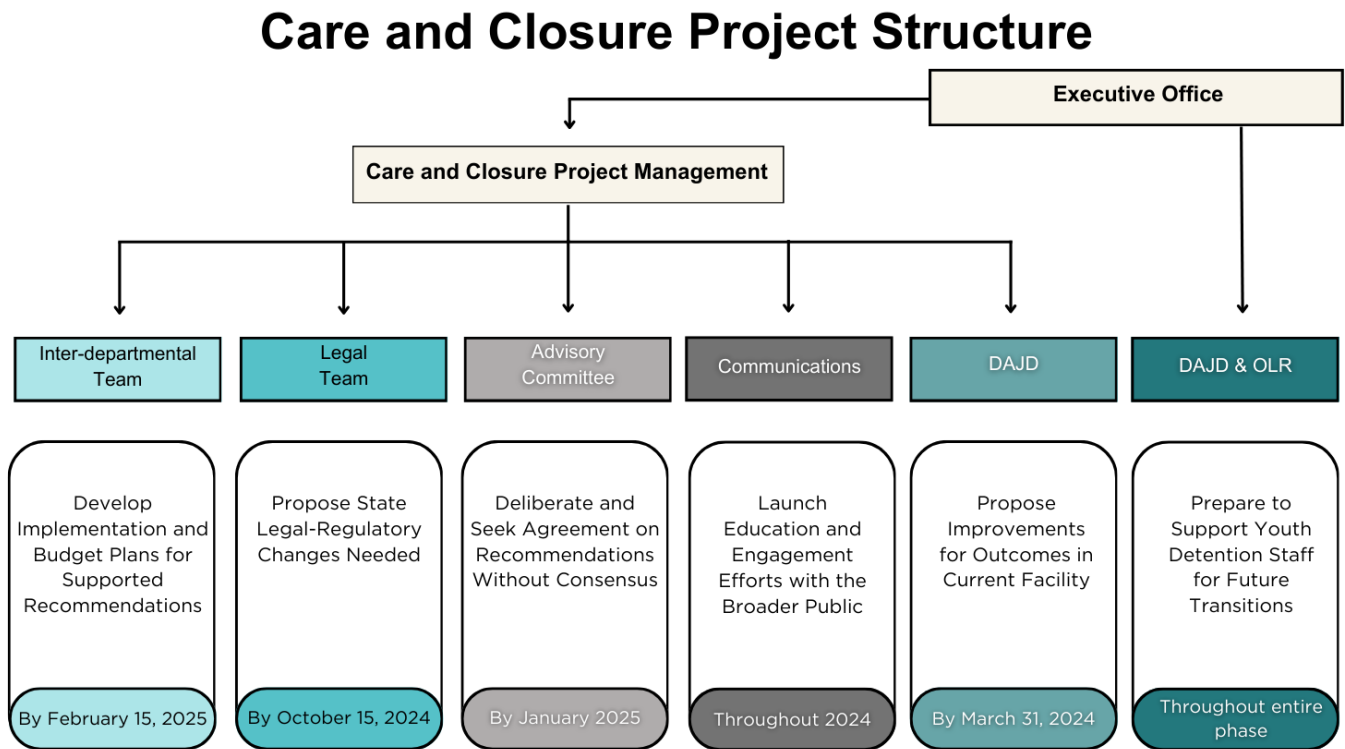 Care and Closure Project Structure
Executive Office
Care and Closure Project Management
Inter-departmental
Team
Legal
Team
Advisory
Committee
Communications
DAJD
DAJD & OLR
Develop
Implementation and
Budget Plans for
Supported
Recommendations
Propose State
Legal-Regulatory
Changes Needed
Deliberate and
Seek Agreement on
Recommendations
Without Consensus
Launch
Education and
Engagement
Efforts with the
Broader Public
Propose
Improvements
for Outcomes in
Current Facility
Prepare to
Support Youth
Detention Staff
for Future
Transitions
By February 15, 2025
By October 15, 2024
By January 2025
Throughout 2024
By March 31, 2024
Throughout entire
phase